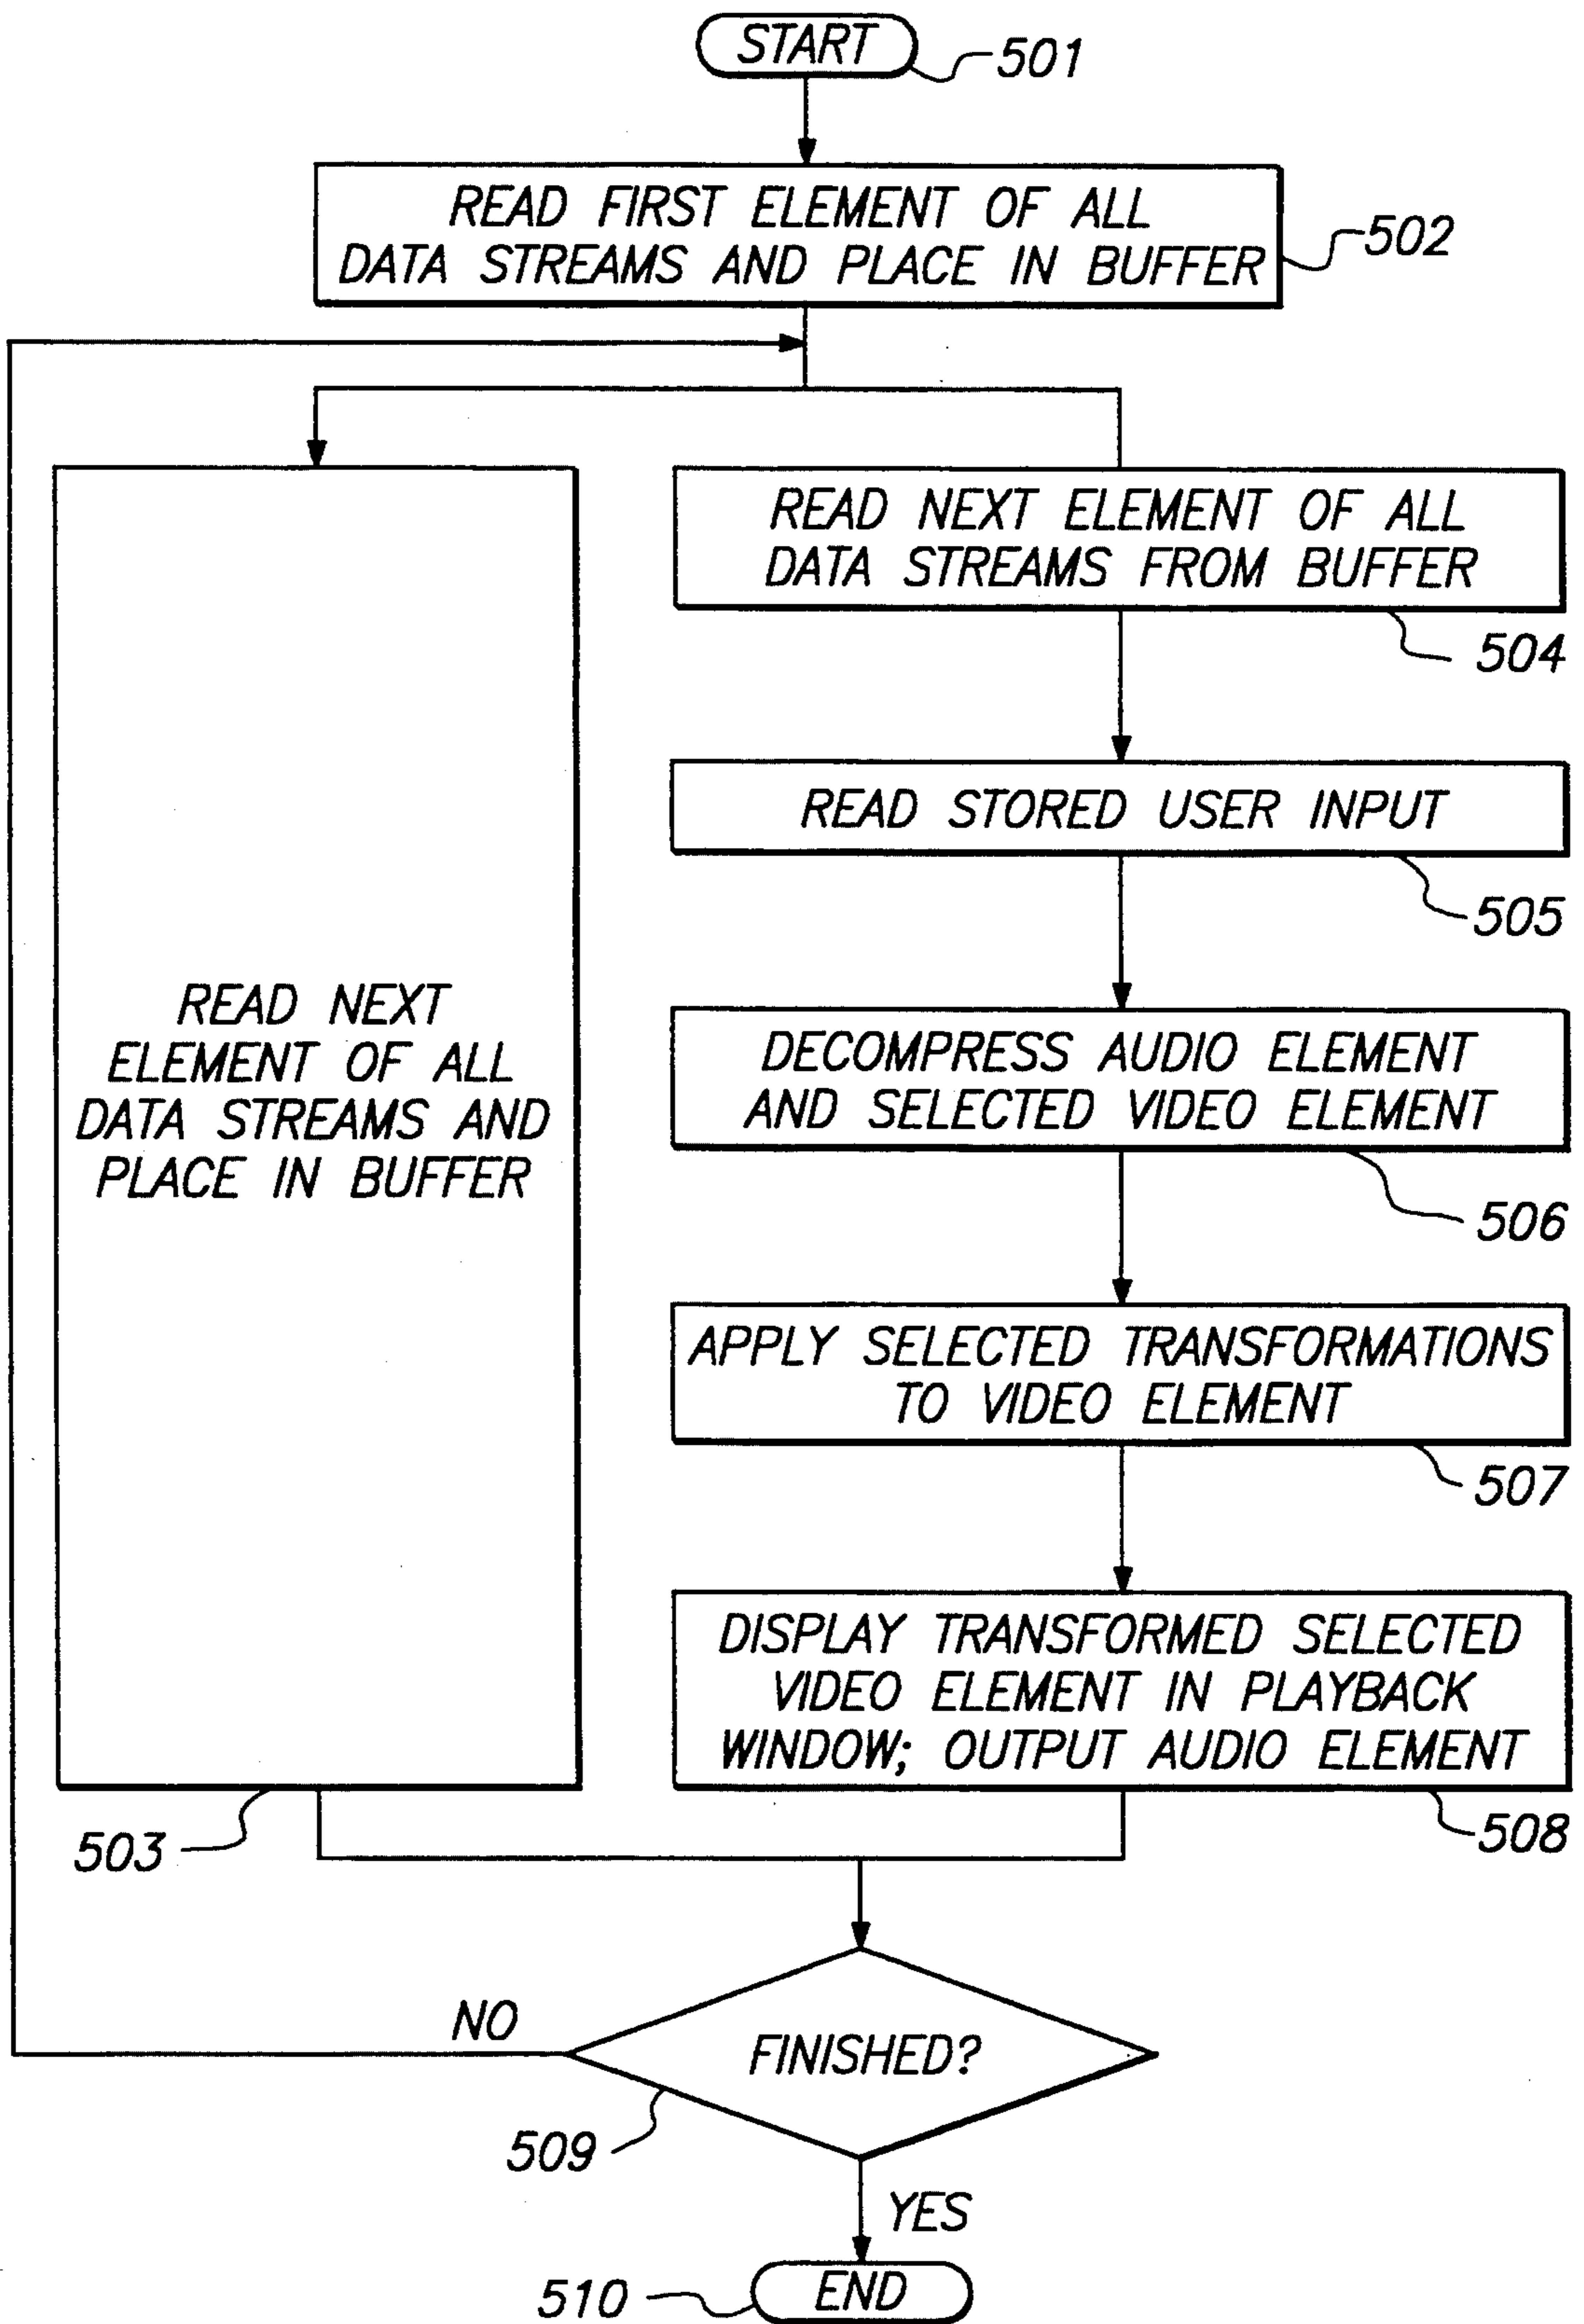 START
501
READ FIRST ELEMENT OF ALL
DATA STREAMS AND PLACE IN BUFFER
502
READ NEXT
ELEMENT OF ALL
DATA STREAMS AND
PLACE IN BUFFER
503
READ NEXT ELEMENT OF ALL
DATA STREAMS FROM BUFFER
504
READ STORED USER INPUT
505
DECOMPRESS AUDIO ELEMENT
AND SELECTED VIDEO ELEMENT
506
APPLY SELECTED TRANSFORMATIONS
TO VIDEO ELEMENT
507
DISPLAY TRANSFORMED SELECTED
VIDEO ELEMENT IN PLAYBACK
WINDOW; OUTPUT AUDIO ELEMENT
508
NO
FINISHED?
509
YES
END
510